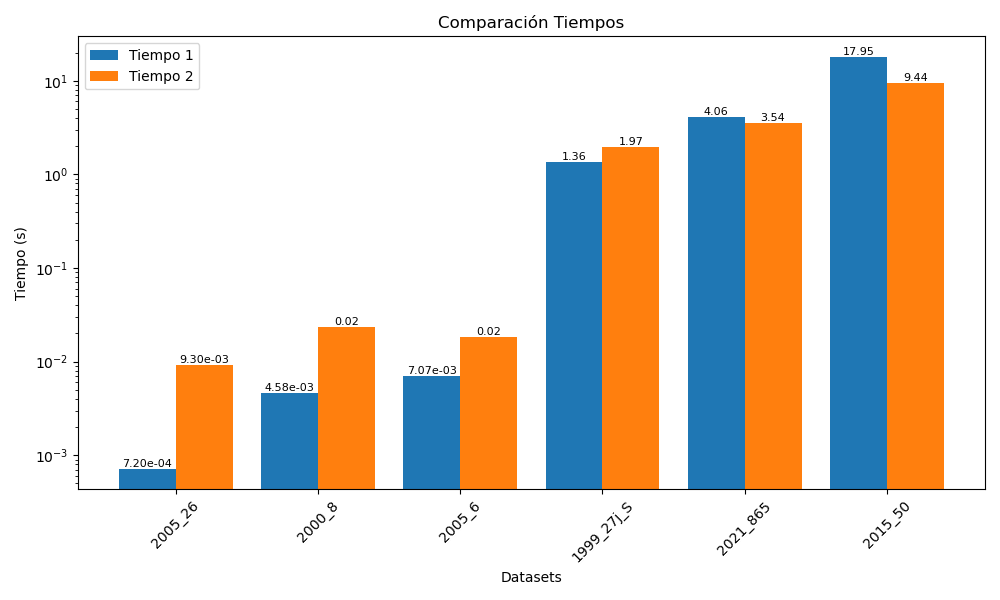 Comparación Tiempos
Tiempo 1
Tiempo 2
Tiempo (s)
10^1
10^0
10^-1
10^-2
10^-3
7.20e-04
9.30e-03
4.58e-03
0.02
7.07e-03
0.02
1.36
1.97
4.06
3.54
17.95
9.44
2005_26
2000_8
2005_6
1999_27j_S
2021_865
2015_50
Datasets